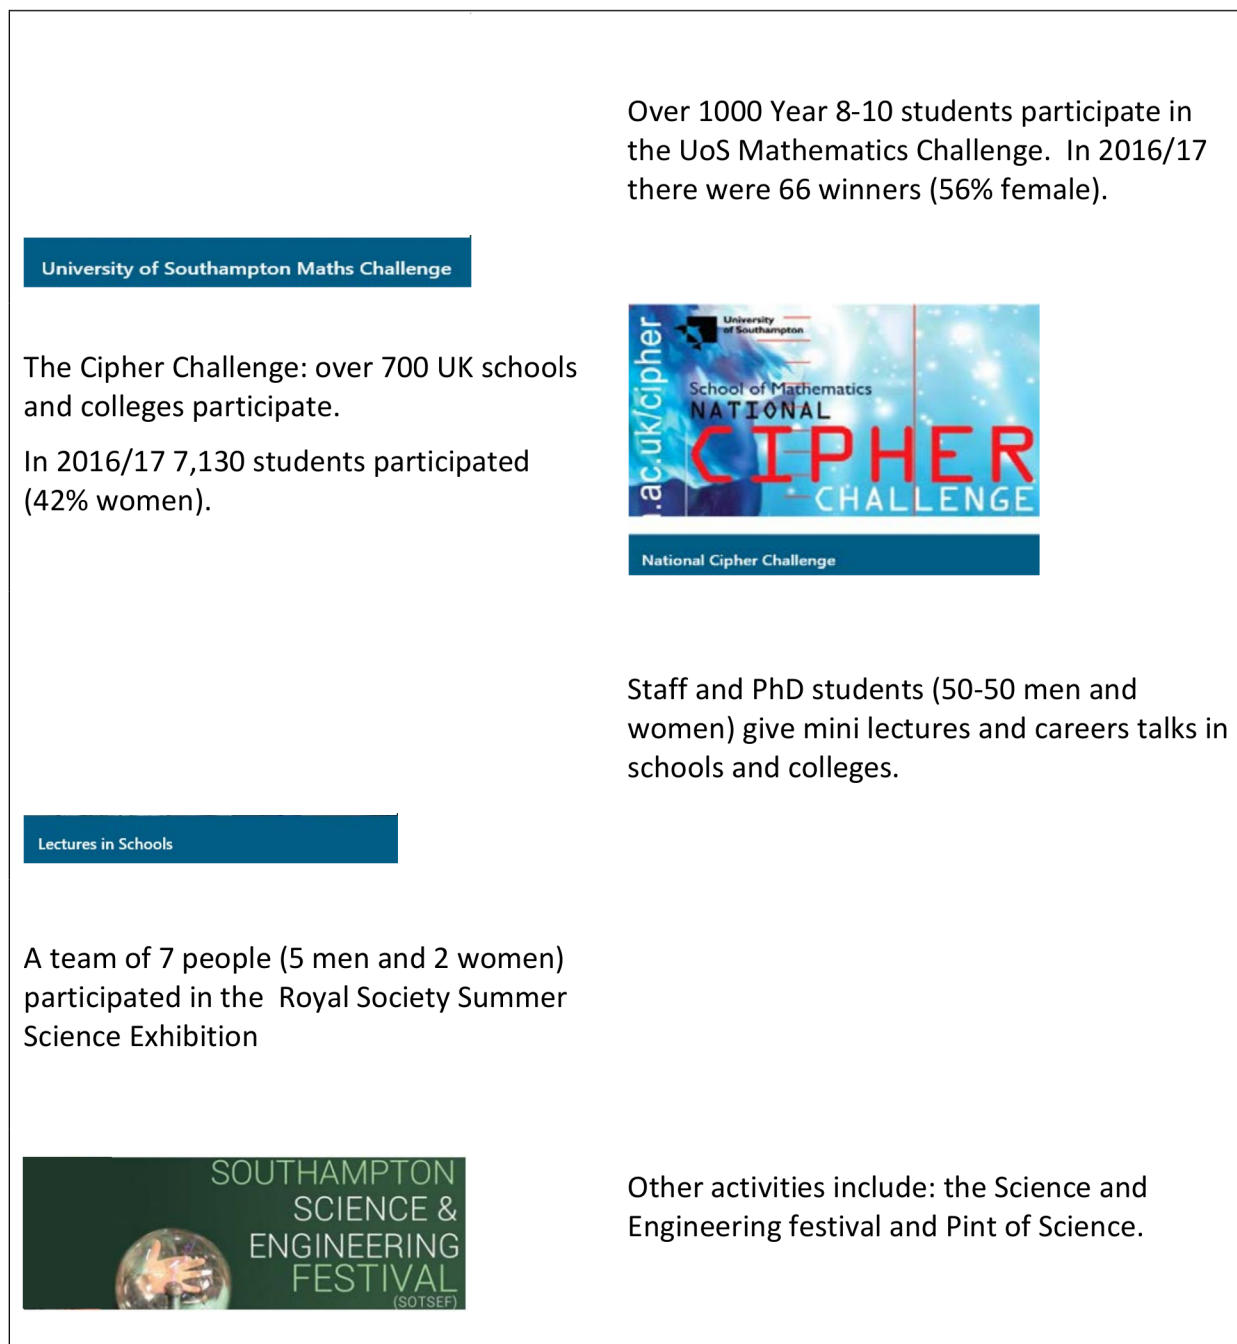 Over 1000 Year 8-10 students participate in
the UoS Mathematics Challenge.  In 2016/17
there were 66 winners (56% female).
University of Southampton Maths Challenge
The Cipher Challenge: over 700 UK schools
and colleges participate.
In 2016/17 7,130 students participated
(42% women).
.ac.uk/cipher
University
of Southampton
School of Mathematics
NATIONAL
CIPHER
CHALLENGE
National Cipher Challenge
Staff and PhD students (50-50 men and
women) give mini lectures and careers talks in
schools and colleges.
Lectures in Schools
A team of 7 people (5 men and 2 women)
participated in the  Royal Society Summer
Science Exhibition
SOUTHAMPTON
SCIENCE &
ENGINEERING
FESTIVAL
(SOTSEF)
Other activities include: the Science and
Engineering festival and Pint of Science.